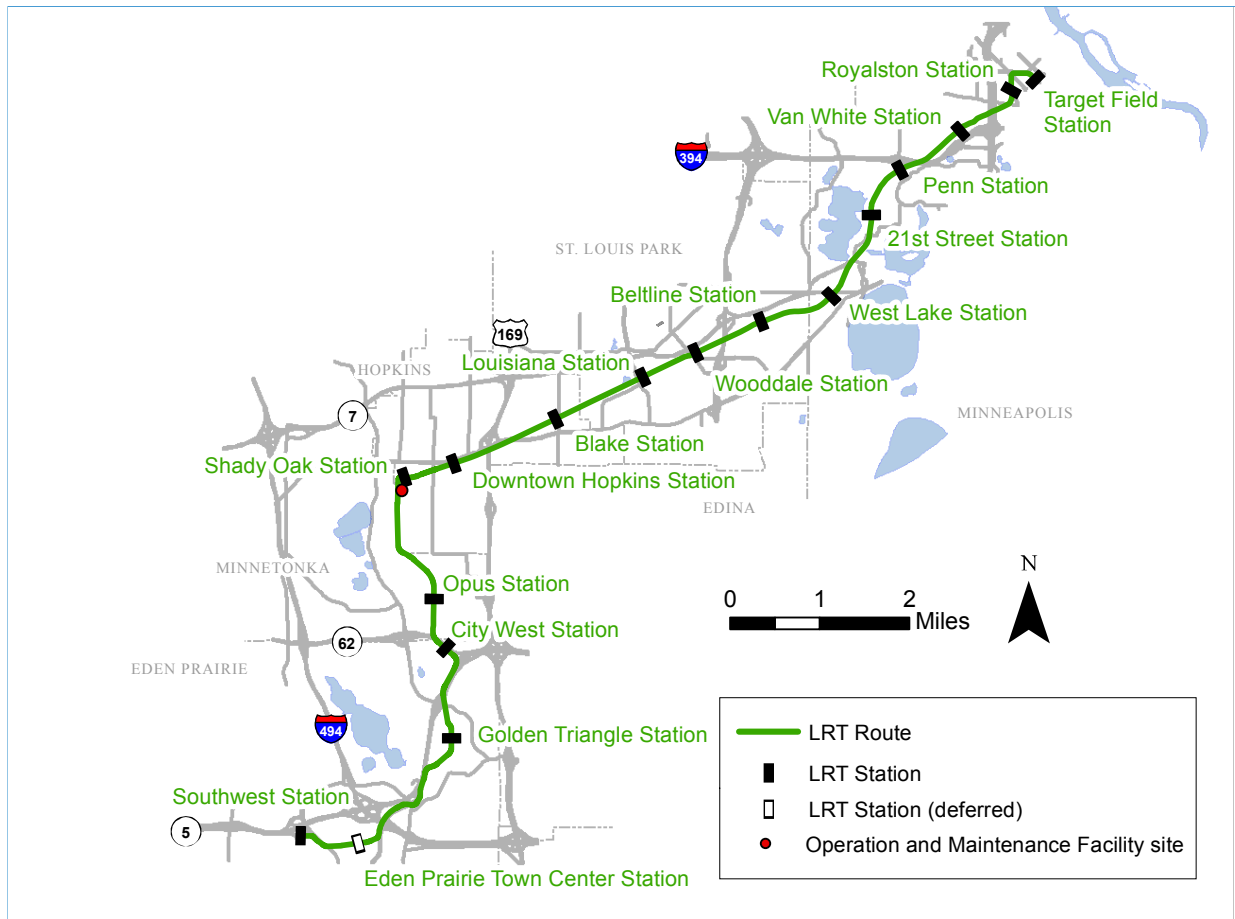 Royalston Station
Target Field
Station
Van White Station
394
Penn Station
21st Street Station
ST. LOUIS PARK
Beltline Station
West Lake Station
169
Louisiana Station
HOPKINS
Wooddale Station
7
MINNEAPOLIS
Blake Station
Shady Oak Station
Downtown Hopkins Station
EDINA
MINNETONKA
Opus Station
N
0 1 2
Miles
City West Station
62
EDEN PRAIRIE
494
Golden Triangle Station
LRT Route
LRT Station
Southwest Station
LRT Station (deferred)
5
Operation and Maintenance Facility site
Eden Prairie Town Center Station